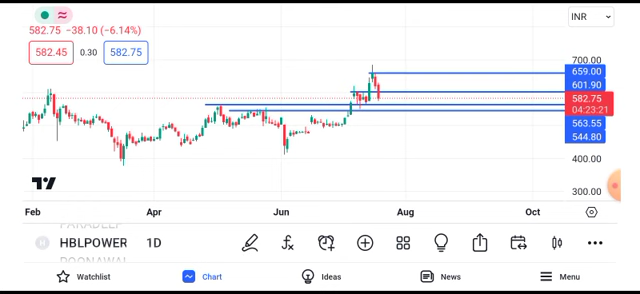 INR
582.75 −38.10 (−6.14%)
582.45 0.30 582.75
700.00
659.00
601.90
582.75
04:23:21
563.55
544.80
400.00
300.00
Feb Apr Jun Aug Oct
H HBLPOWER 1D
Watchlist Chart Ideas News Menu